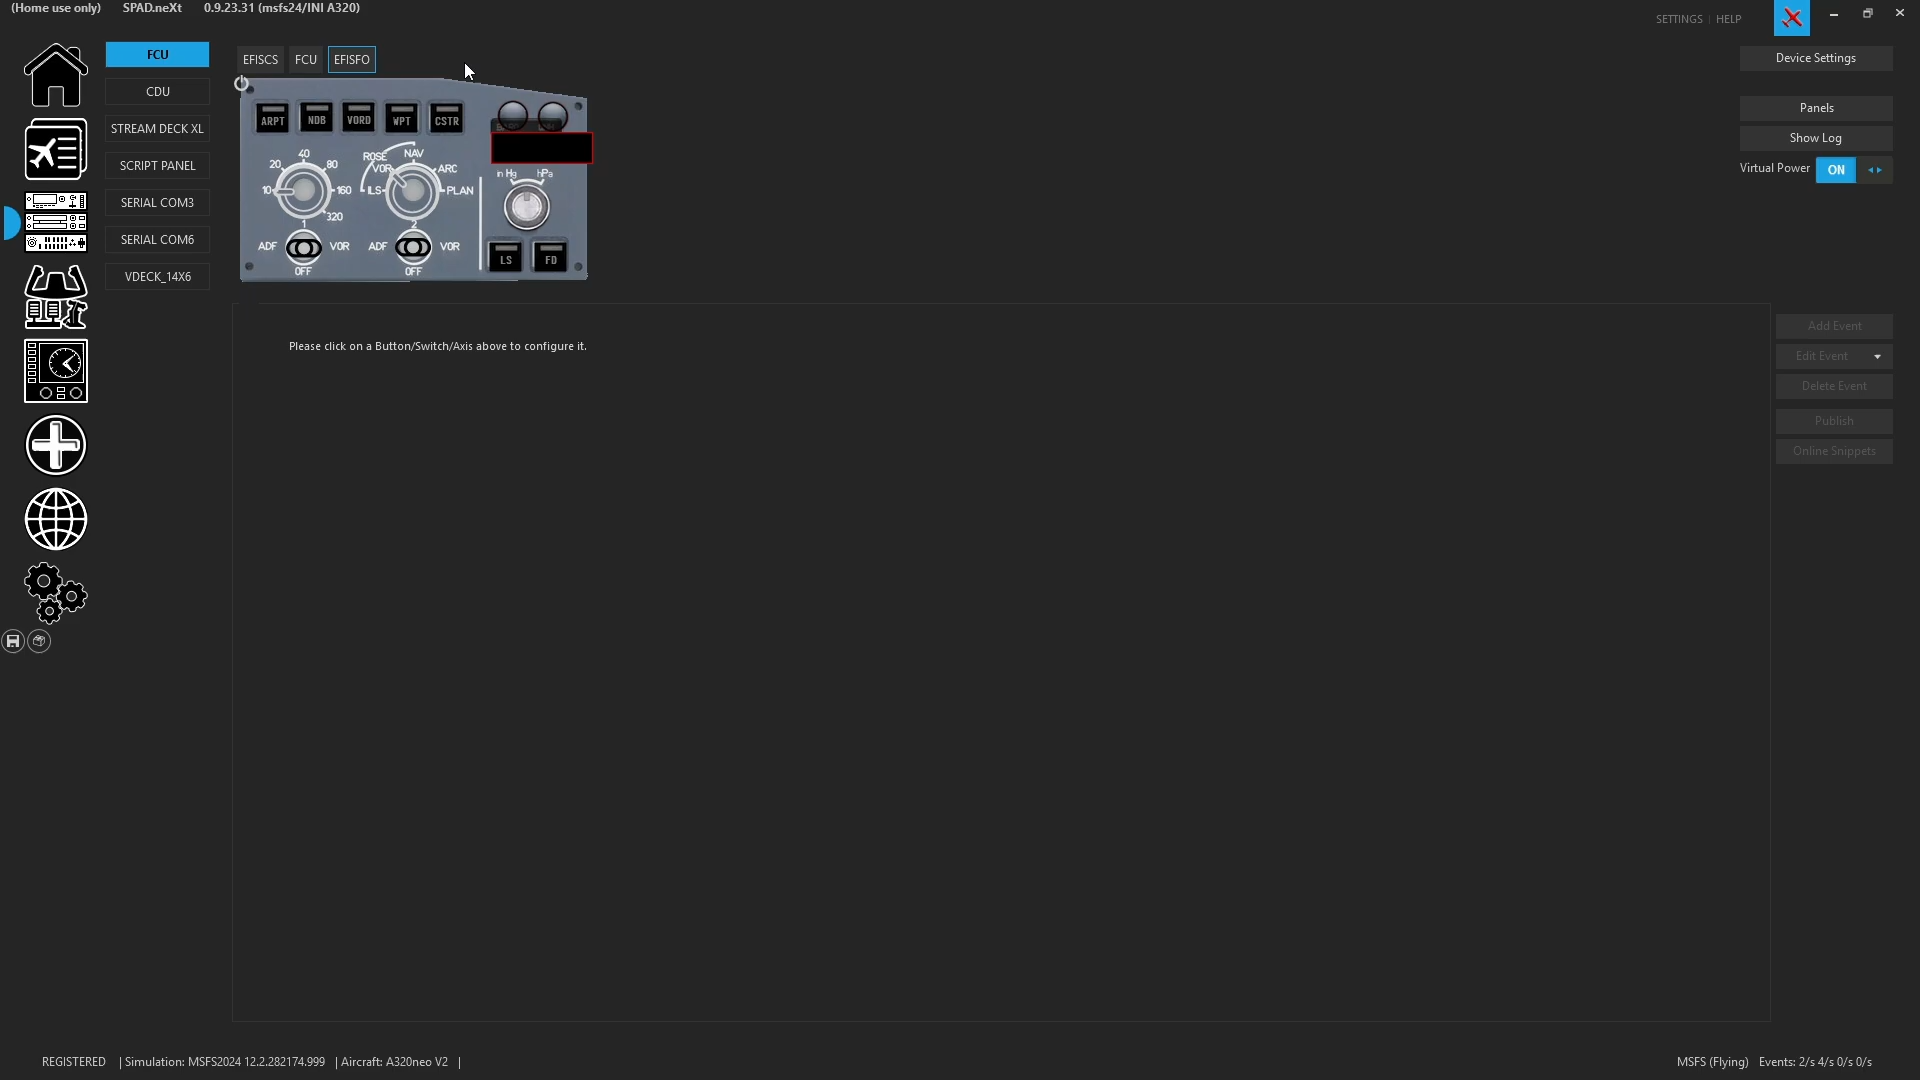 (Home use only) SPAD.neXt 0.9.23.31 (msfs24/INI A320)
SETTINGS | HELP
FCU
CDU
STREAM DECK XL
SCRIPT PANEL
SERIAL COM3
SERIAL COM6
VDECK_14X6
EFISCS FCU EFISFO
ARPT NDB VORD WPT CSTR
10 20 40 80 160 320
ILS ROSE VOR NAV ARC PLAN
in Hg hPa
1 2
ADF VOR ADF VOR
OFF OFF
LS FD
Device Settings
Panels
Show Log
Virtual Power ON
Please click on a Button/Switch/Axis above to configure it.
Add Event
Edit Event
Delete Event
Publish
Online Snippets
REGISTERED | Simulation: MSFS2024 12.2.282174.999 | Aircraft: A320neo V2 |
MSFS (Flying) Events: 2/s 4/s 0/s 0/s